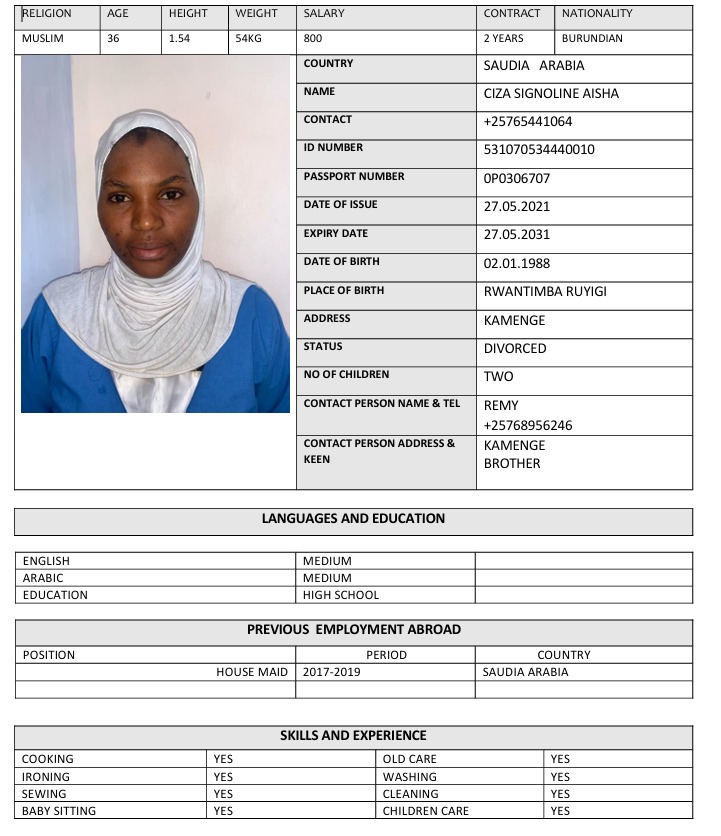 RELIGION AGE HEIGHT WEIGHT SALARY CONTRACT NATIONALITY
MUSLIM 36 1.54 54KG 800 2 YEARS BURUNDIAN
COUNTRY SAUDIA ARABIA
NAME CIZA SIGNOLINE AISHA
CONTACT +25765441064
ID NUMBER 531070534440010
PASSPORT NUMBER 0P0306707
DATE OF ISSUE 27.05.2021
EXPIRY DATE 27.05.2031
DATE OF BIRTH 02.01.1988
PLACE OF BIRTH RWANTIMBA RUYIGI
ADDRESS KAMENGE
STATUS DIVORCED
NO OF CHILDREN TWO
CONTACT PERSON NAME & TEL REMY
+25768956246
CONTACT PERSON ADDRESS & KAMENGE
KEEN BROTHER
LANGUAGES AND EDUCATION
ENGLISH MEDIUM
ARABIC MEDIUM
EDUCATION HIGH SCHOOL
PREVIOUS EMPLOYMENT ABROAD
POSITION PERIOD COUNTRY
HOUSE MAID 2017-2019 SAUDIA ARABIA
SKILLS AND EXPERIENCE
COOKING YES OLD CARE YES
IRONING YES WASHING YES
SEWING YES CLEANING YES
BABY SITTING YES CHILDREN CARE YES